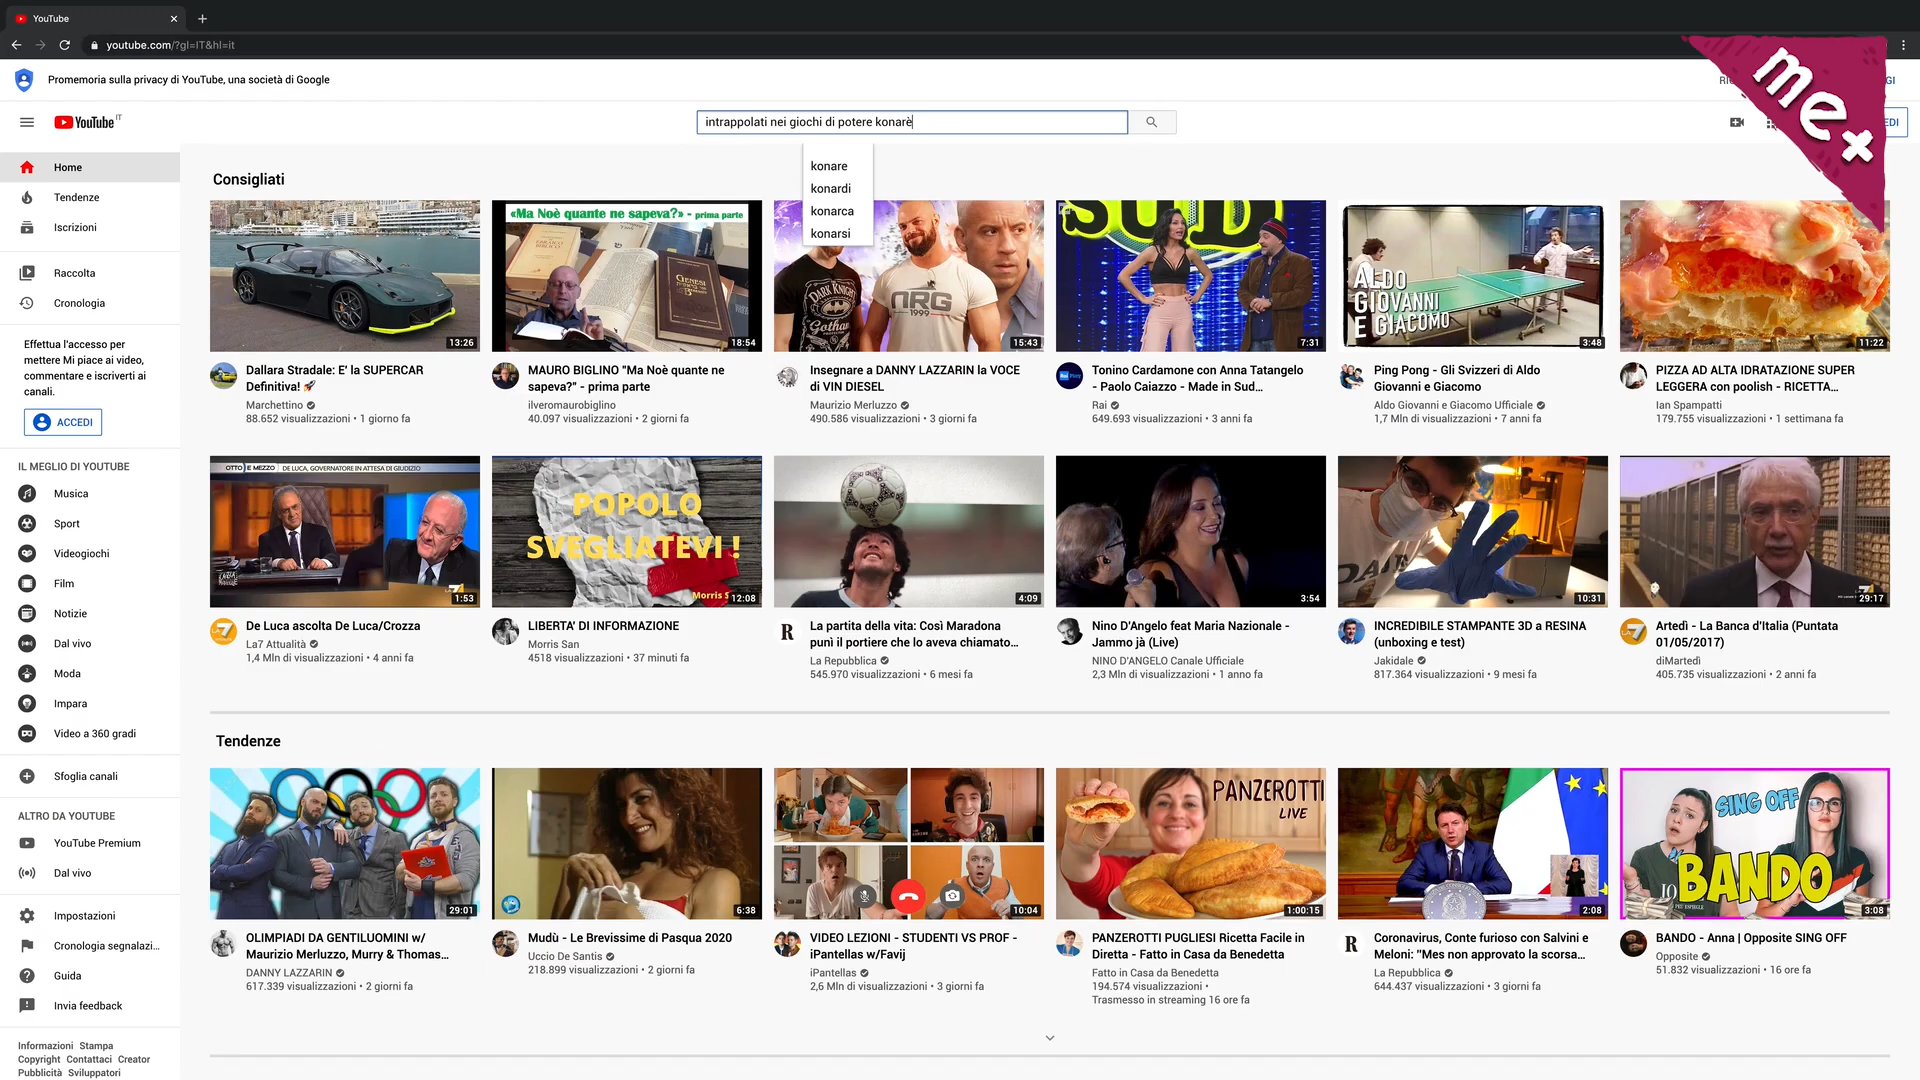 YouTube
youtube.com/?gl=IT&hl=it
Promemoria sulla privacy di YouTube, una società di Google
mex
YouTube IT
intrappolati nei giochi di potere konarè
konare
konardi
konarca
konarsi
Home
Tendenze
Iscrizioni
Raccolta
Cronologia
Effettua l'accesso per
mettere Mi piace ai video,
commentare e iscriverti ai
canali.
ACCEDI
IL MEGLIO DI YOUTUBE
Musica
Sport
Videogiochi
Film
Notizie
Dal vivo
Moda
Impara
Video a 360 gradi
Sfoglia canali
ALTRO DA YOUTUBE
YouTube Premium
Dal vivo
Impostazioni
Cronologia segnalazi...
Guida
Invia feedback
Informazioni Stampa
Copyright Contattaci Creator
Pubblicità Sviluppatori
Consigliati
13:26
Dallara Stradale: E' la SUPERCAR
Definitiva! 🚀
Marchettino
88.652 visualizzazioni • 1 giorno fa
«Ma Noè quante ne sapeva?» - prima parte
GENESI
18:54
MAURO BIGLINO "Ma Noè quante ne
sapeva?" - prima parte
ilveromaurobiglino
40.097 visualizzazioni • 2 giorni fa
DARK KNIGHT
Gotham
NRG
1999
15:43
Insegnare a DANNY LAZZARIN la VOCE
di VIN DIESEL
Maurizio Merluzzo
490.586 visualizzazioni • 3 giorni fa
SUD
7:31
Rai
Tonino Cardamone con Anna Tatangelo
- Paolo Caiazzo - Made in Sud...
Rai
649.693 visualizzazioni • 3 anni fa
ALDO
GIOVANNI
E GIACOMO
3:48
Ping Pong - Gli Svizzeri di Aldo
Giovanni e Giacomo
Aldo Giovanni e Giacomo Ufficiale
1,7 Mln di visualizzazioni • 7 anni fa
11:22
PIZZA AD ALTA IDRATAZIONE SUPER
LEGGERA con poolish - RICETTA...
Ian Spampatti
179.755 visualizzazioni • 1 settimana fa
OTTO E MEZZO DE LUCA, GOVERNATORE IN ATTESA DI GIUDIZIO
1:53
De Luca ascolta De Luca/Crozza
La7 Attualità
1,4 Mln di visualizzazioni • 4 anni fa
POPOLO
SVEGLIATEVI !
Morris S
12:08
LIBERTA' DI INFORMAZIONE
Morris San
4518 visualizzazioni • 37 minuti fa
4:09
R
La partita della vita: Così Maradona
punì il portiere che lo aveva chiamato...
La Repubblica
545.970 visualizzazioni • 6 mesi fa
3:54
Nino D'Angelo feat Maria Nazionale -
Jammo jà (Live)
NINO D'ANGELO Canale Ufficiale
2,3 Mln di visualizzazioni • 1 anno fa
10:31
INCREDIBILE STAMPANTE 3D a RESINA
(unboxing e test)
Jakidale
817.364 visualizzazioni • 9 mesi fa
29:17
Artedì - La Banca d'Italia (Puntata
01/05/2017)
diMartedì
405.735 visualizzazioni • 2 anni fa
Tendenze
29:01
OLIMPIADI DA GENTILUOMINI w/
Maurizio Merluzzo, Murry & Thomas...
DANNY LAZZARIN
617.339 visualizzazioni • 2 giorni fa
6:38
Mudù - Le Brevissime di Pasqua 2020
Uccio De Santis
218.899 visualizzazioni • 2 giorni fa
10:04
VIDEO LEZIONI - STUDENTI VS PROF -
iPantellas w/Favij
iPantellas
2,6 Mln di visualizzazioni • 3 giorni fa
PANZEROTTI
LIVE
1:00:15
PANZEROTTI PUGLIESI Ricetta Facile in
Diretta - Fatto in Casa da Benedetta
Fatto in Casa da Benedetta
194.574 visualizzazioni •
Trasmesso in streaming 16 ore fa
2:08
R
Coronavirus, Conte furioso con Salvini e
Meloni: "Mes non approvato la scorsa...
La Repubblica
644.437 visualizzazioni • 3 giorni fa
SING OFF
BANDO
3:08
BANDO - Anna | Opposite SING OFF
Opposite
51.832 visualizzazioni • 16 ore fa